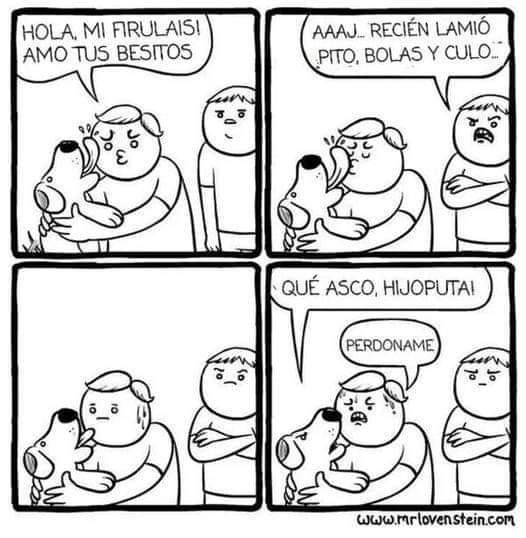 HOLA, MI FIRULAIS!
AMO TUS BESITOS
AAAJ... RECIÉN LAMIÓ
PITO, BOLAS Y CULO...
QUÉ ASCO, HIJOPUTA!
PERDONAME
www.mrlovenstein.com